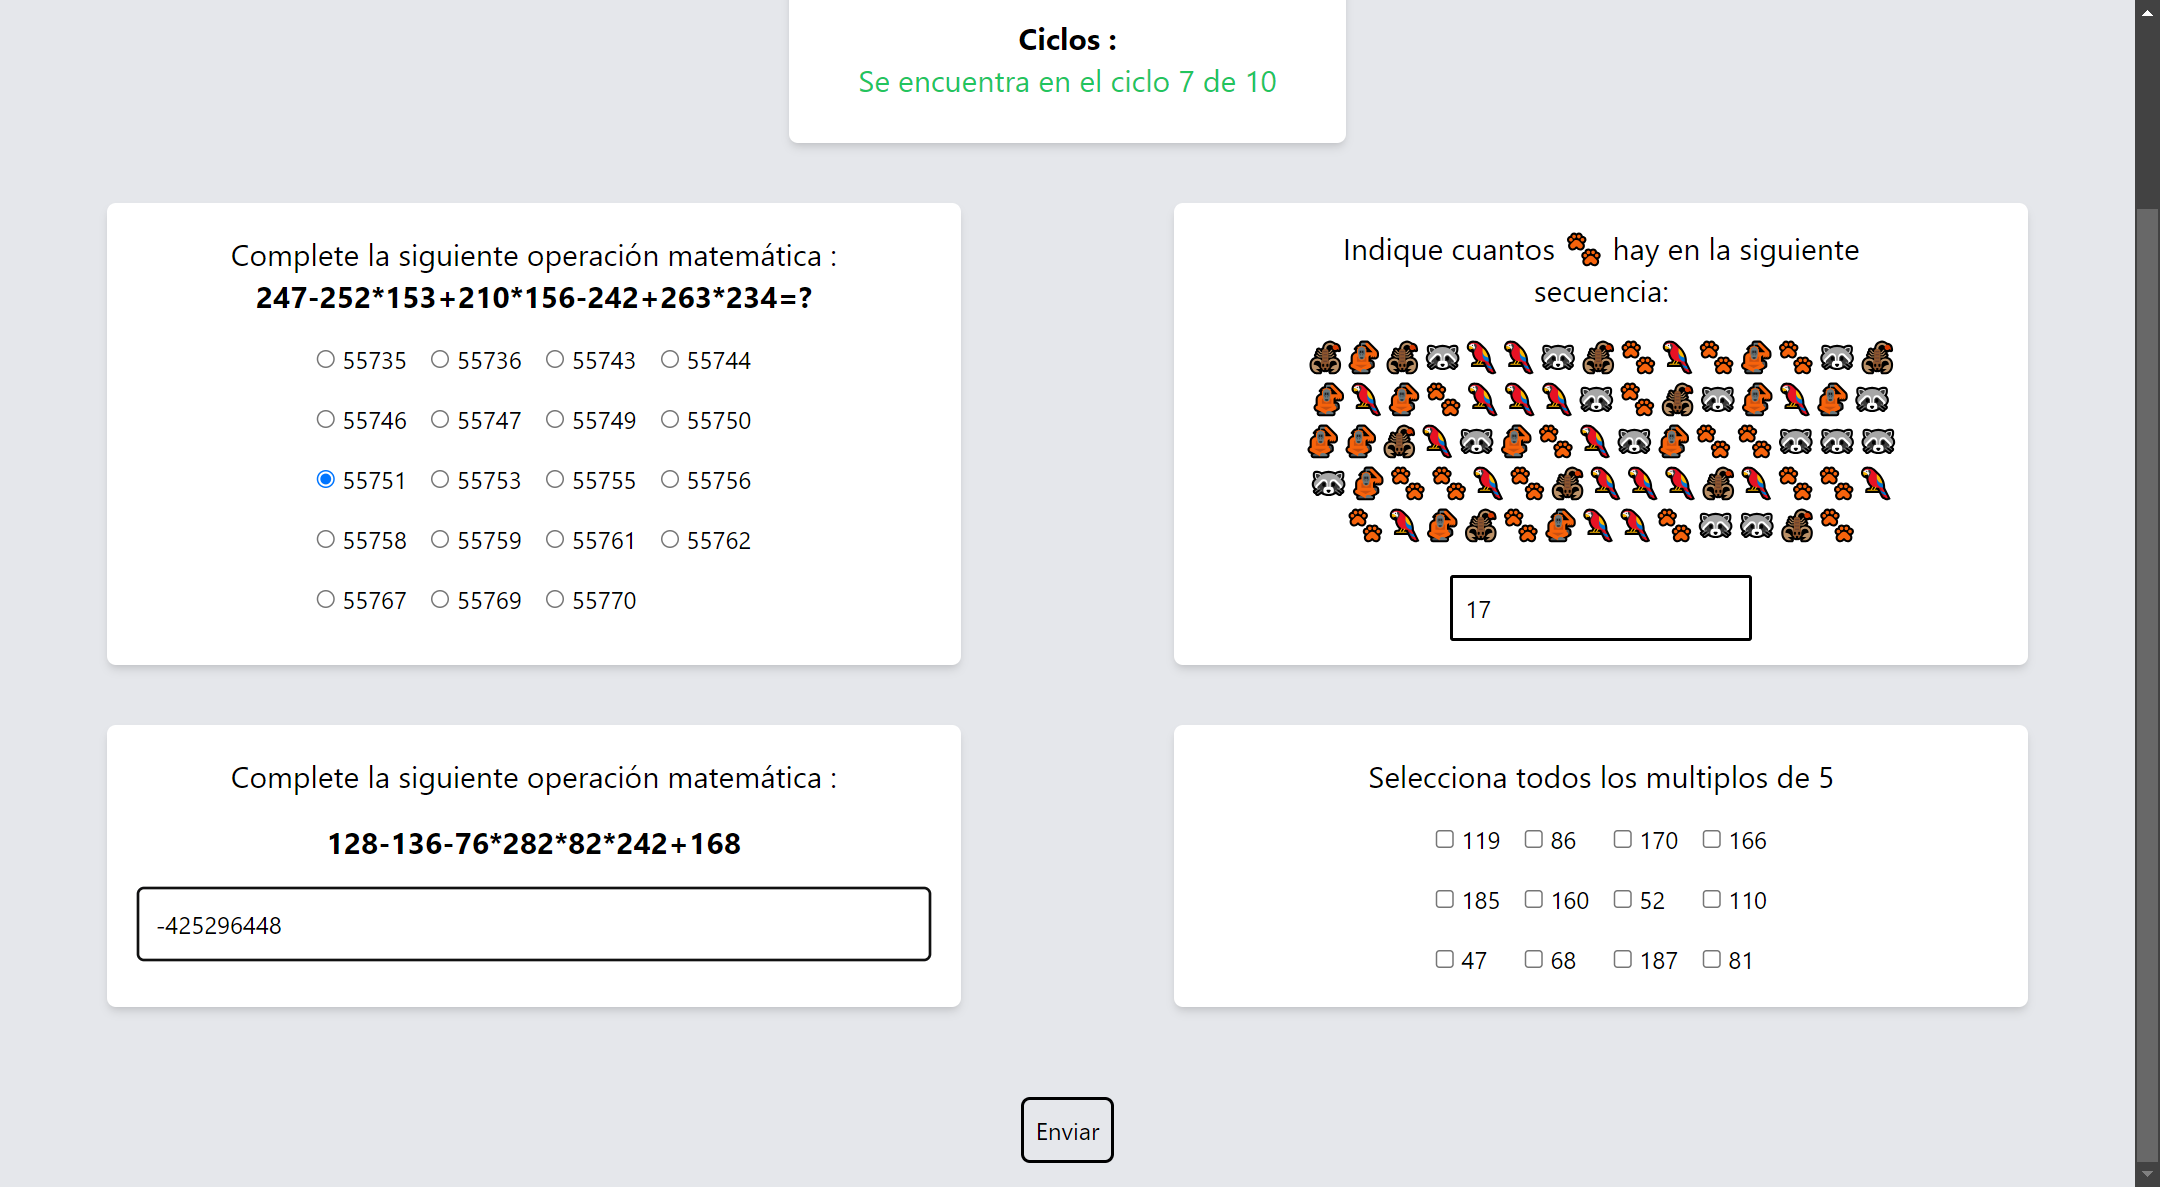 Ciclos :
Se encuentra en el ciclo 7 de 10
Complete la siguiente operación matemática :
247-252*153+210*156-242+263*234=?
55735 55736 55743 55744
55746 55747 55749 55750
55751 55753 55755 55756
55758 55759 55761 55762
55767 55769 55770
Indique cuantos 🐾 hay en la siguiente
secuencia:
17
Complete la siguiente operación matemática :
128-136-76*282*82*242+168
-425296448
Selecciona todos los multiplos de 5
119 86 170 166
185 160 52 110
47 68 187 81
Enviar